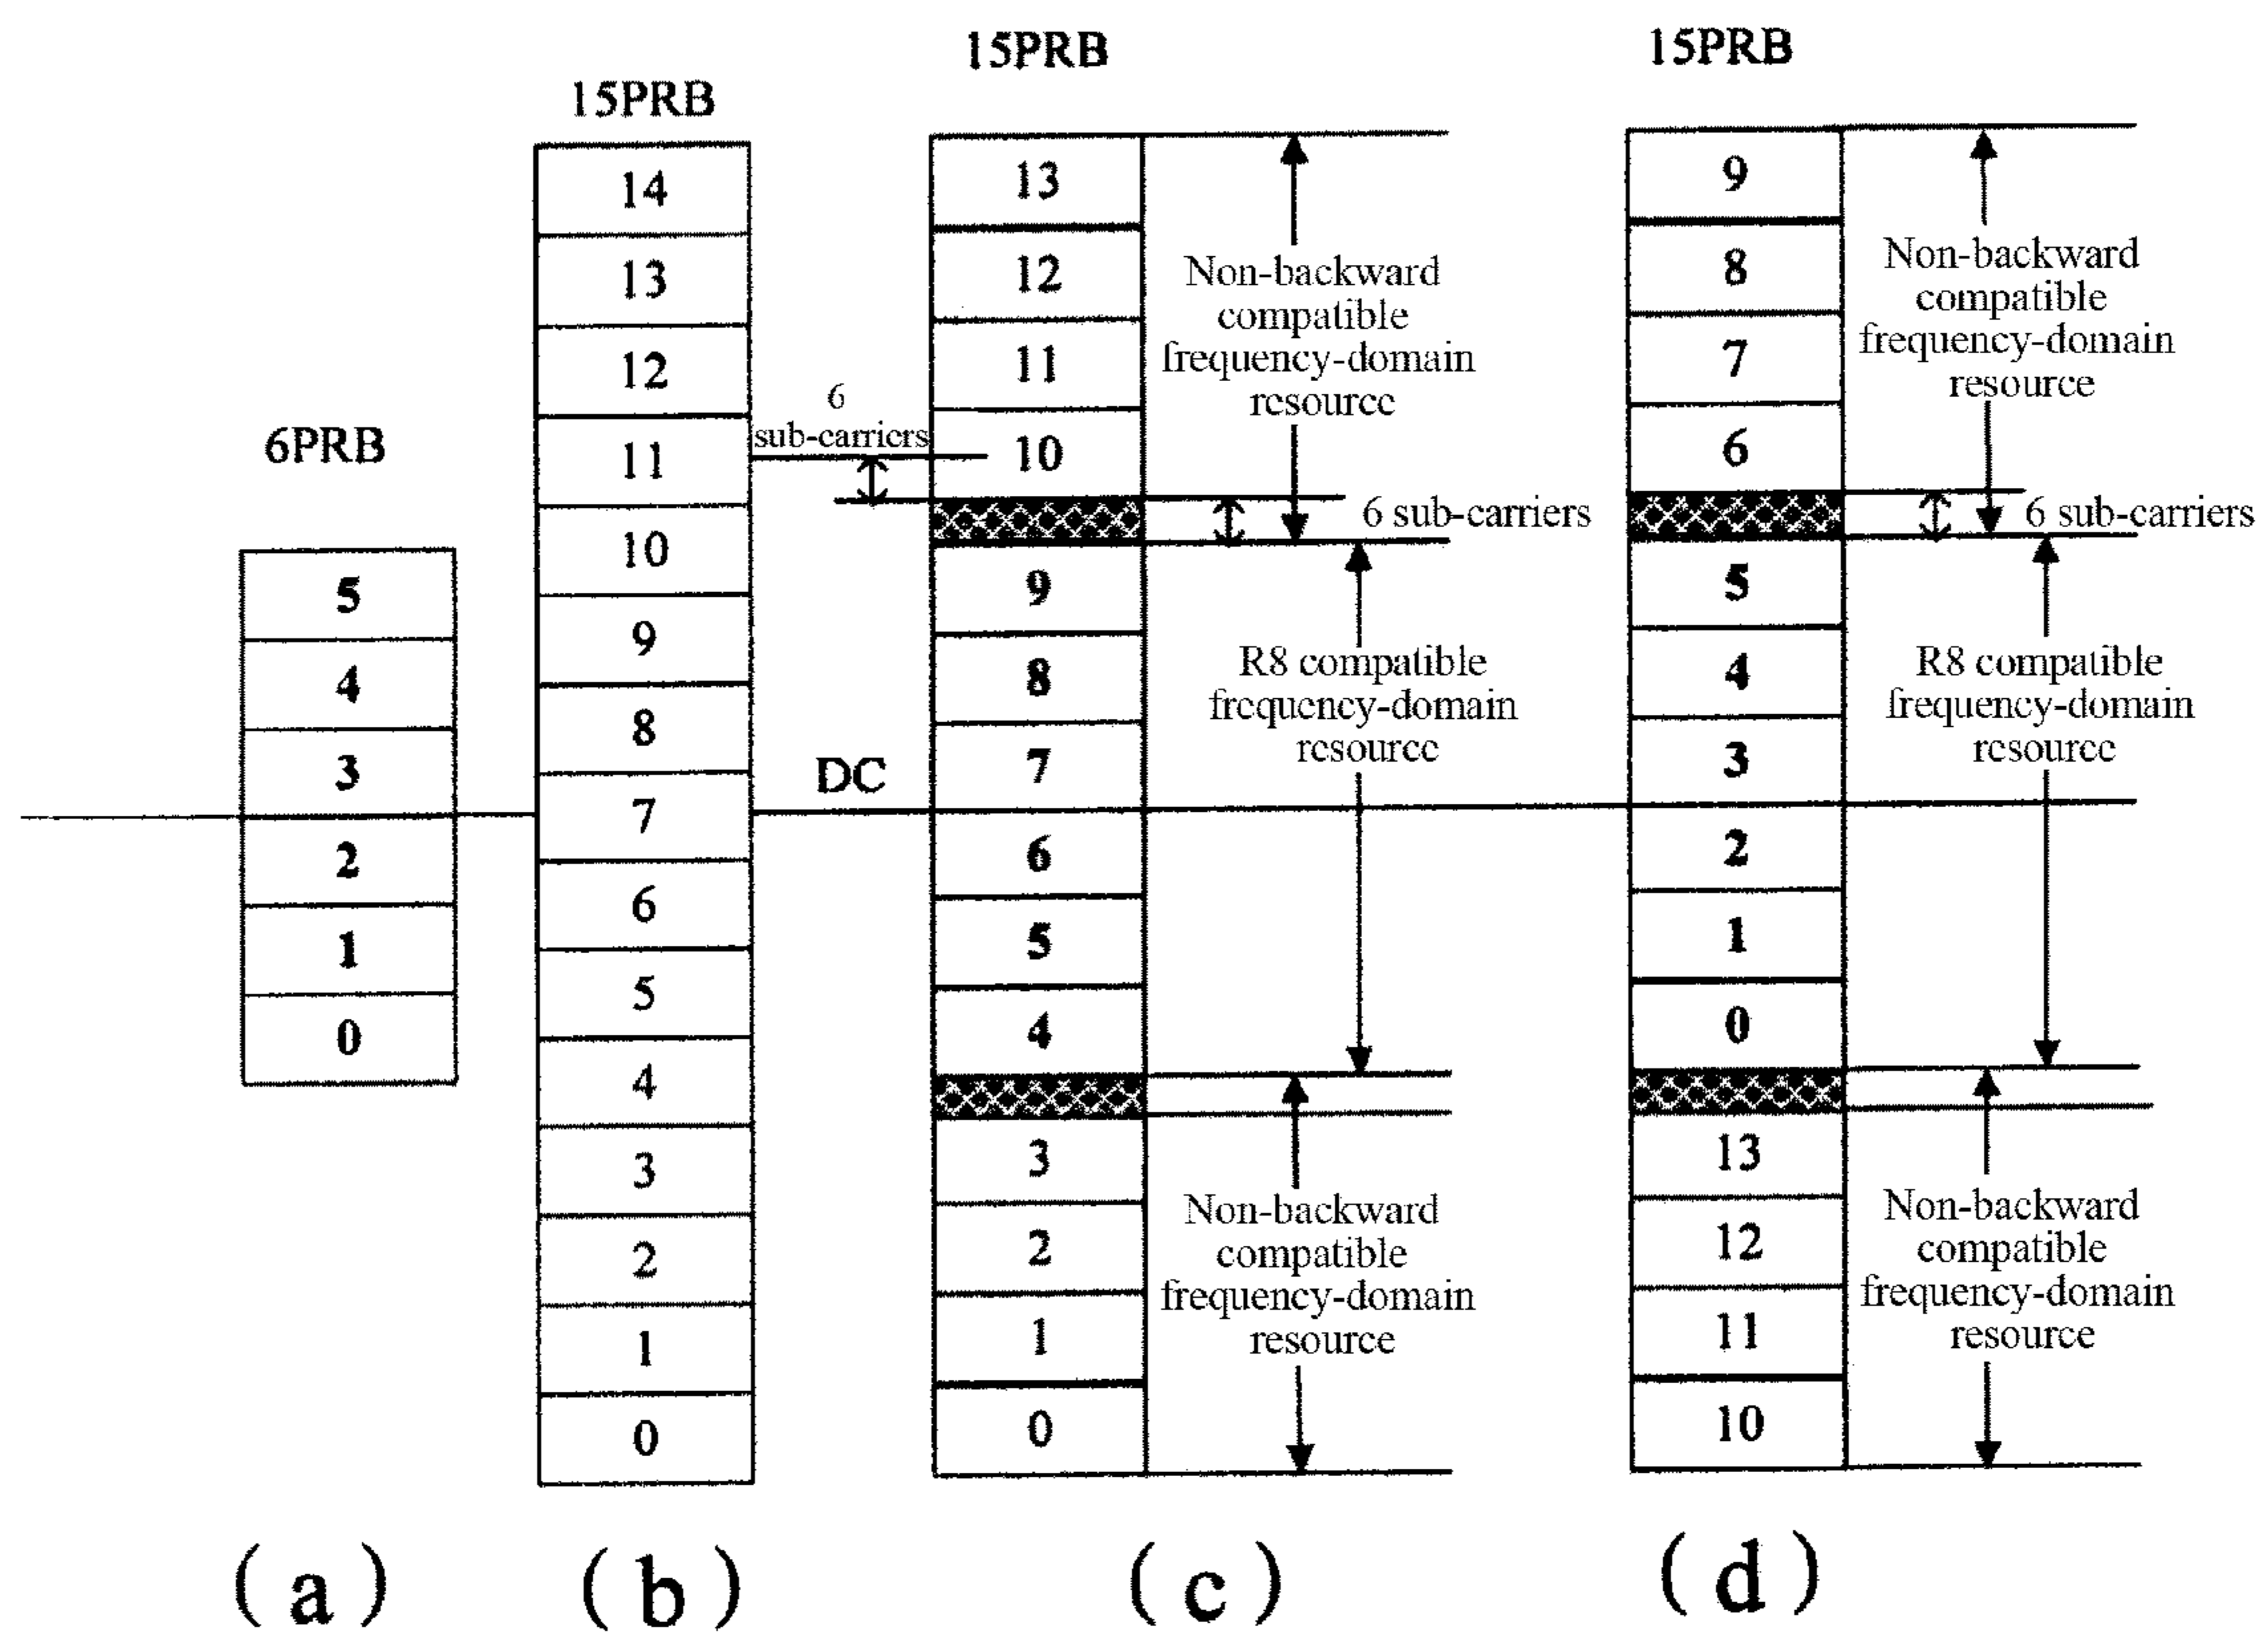 6PRB
5
4
3
2
1
0
(a)
15PRB
14
13
12
11
10
9
8
7
6
5
4
3
2
1
0
(b)
6
sub-carriers
DC
15PRB
13
12
11
10
9
8
7
6
5
4
3
2
1
0
Non-backward
compatible
frequency-domain
resource
6 sub-carriers
R8 compatible
frequency-domain
resource
Non-backward
compatible
frequency-domain
resource
(c)
15PRB
9
8
7
6
5
4
3
2
1
0
13
12
11
10
Non-backward
compatible
frequency-domain
resource
6 sub-carriers
R8 compatible
frequency-domain
resource
Non-backward
compatible
frequency-domain
resource
(d)